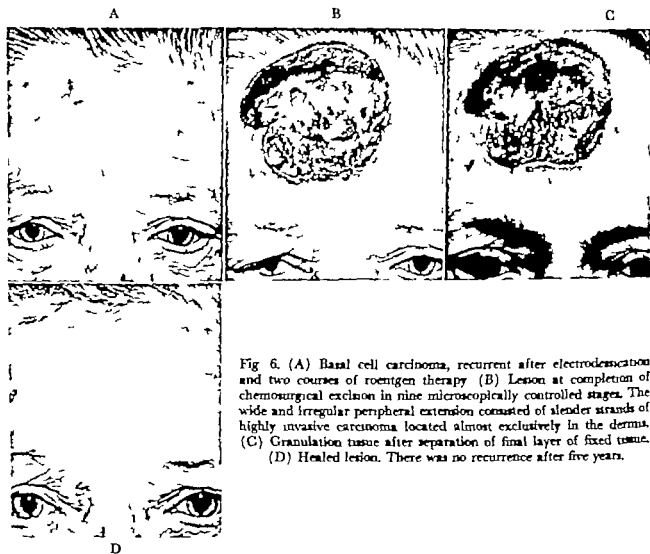 A
B
C
Fig 6. (A) Basal cell carcinoma, recurrent after electrodesiccation
and two courses of roentgen therapy (B) Lesion at completion of
chemosurgical excision in nine microscopically controlled stages. The
wide and irregular peripheral extension consisted of slender strands of
highly invasive carcinoma located almost exclusively in the derma.
(C) Granulation tissue after separation of final layer of fixed tissue.
(D) Healed lesion. There was no recurrence after five years.
D